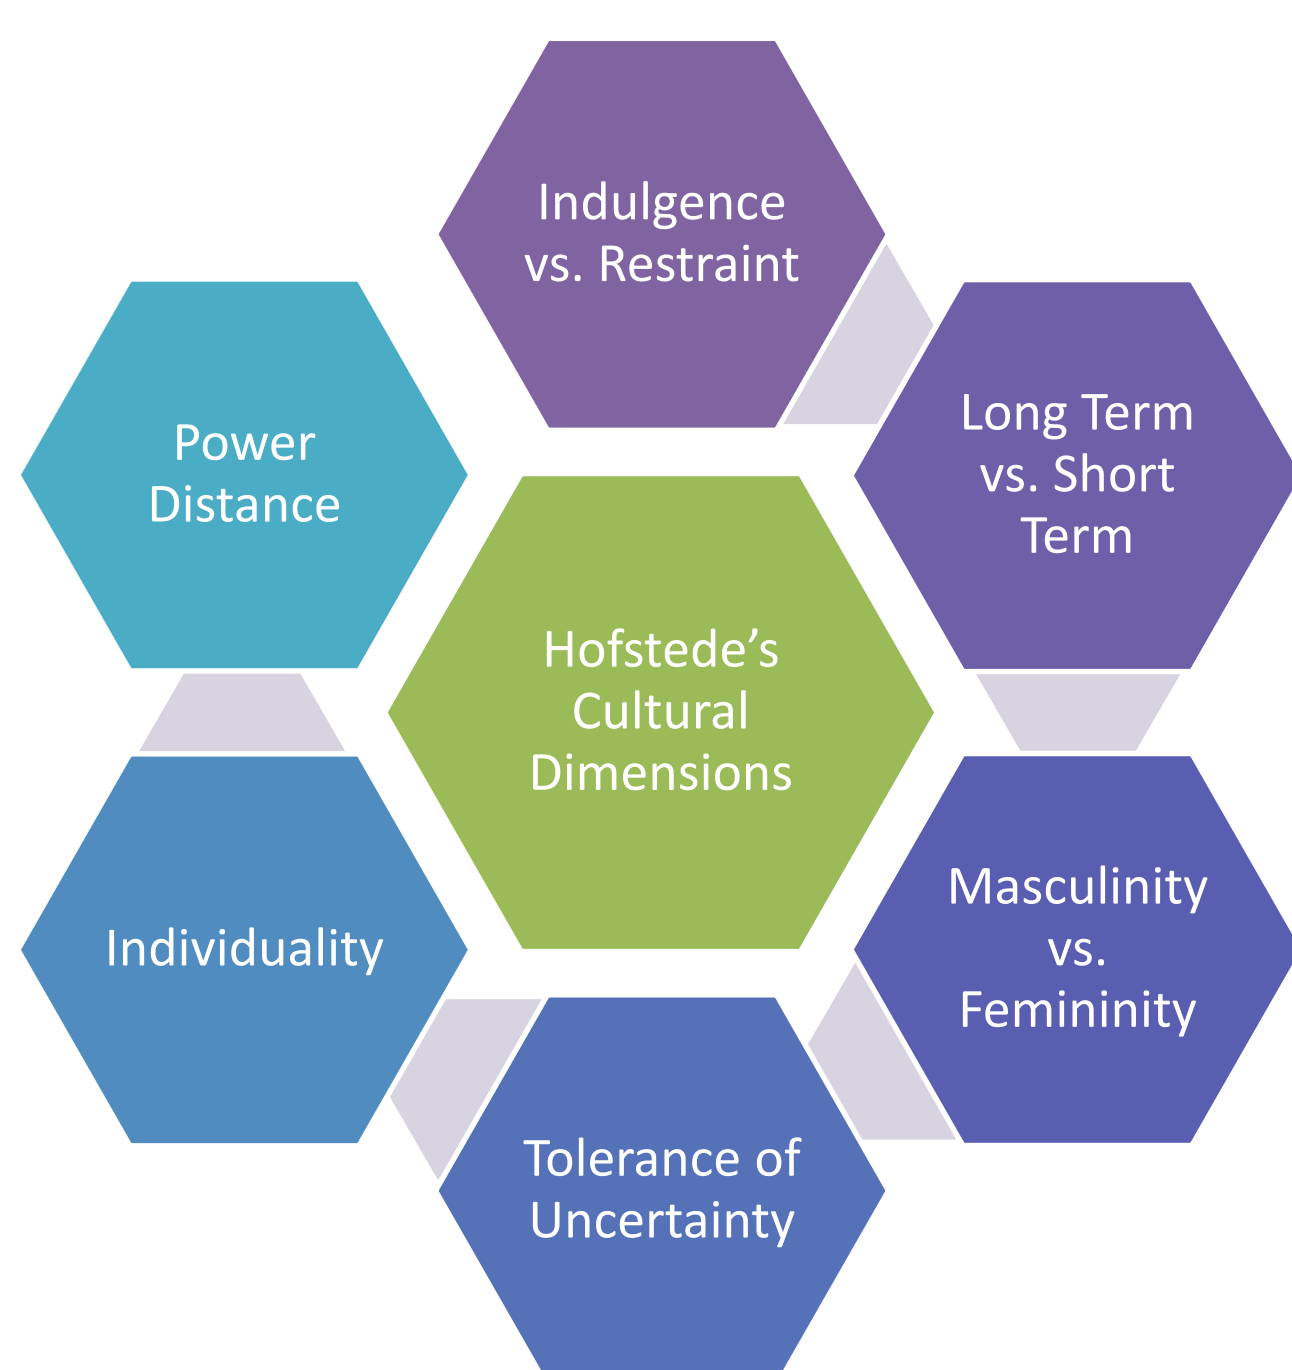 Indulgence
vs. Restraint
Long Term
vs. Short
Term
Power
Distance
Hofstede’s
Cultural
Dimensions
Masculinity
vs.
Femininity
Individuality
Tolerance of
Uncertainty